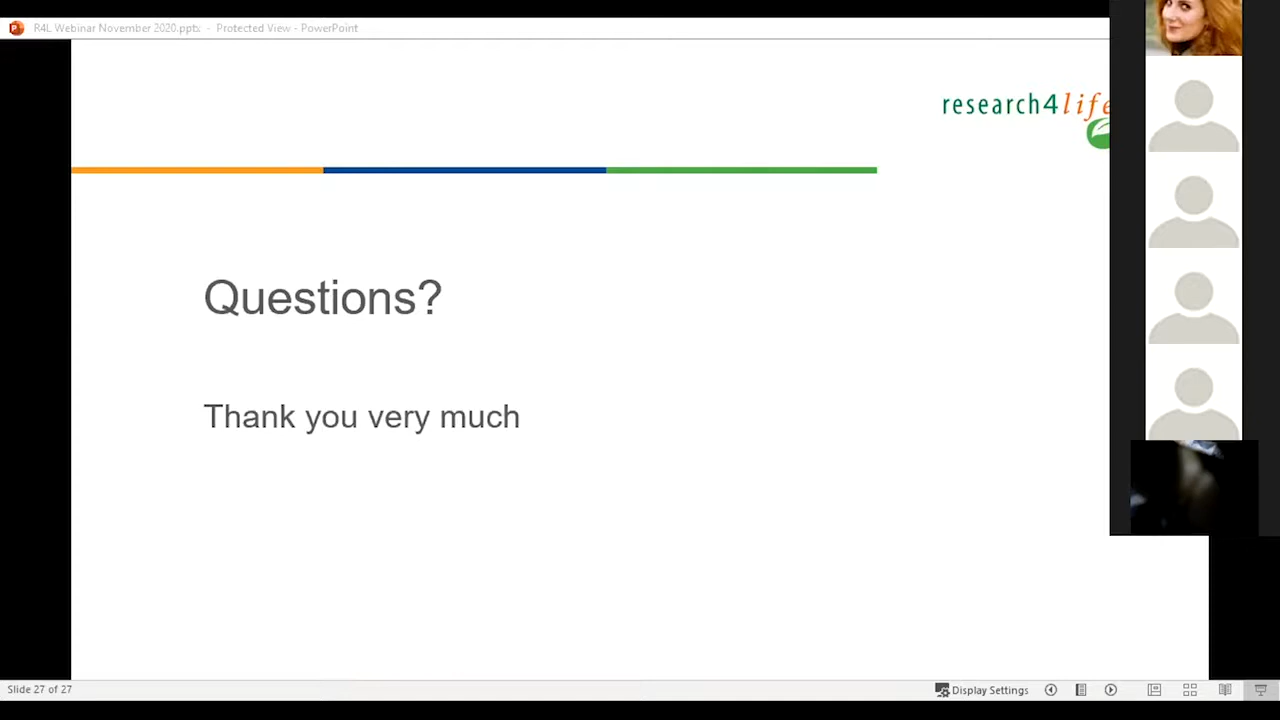 R4L Webinar November 2020.pptx - Protected View - PowerPoint
research4life
Questions?
Thank you very much
Slide 27 of 27
Display Settings